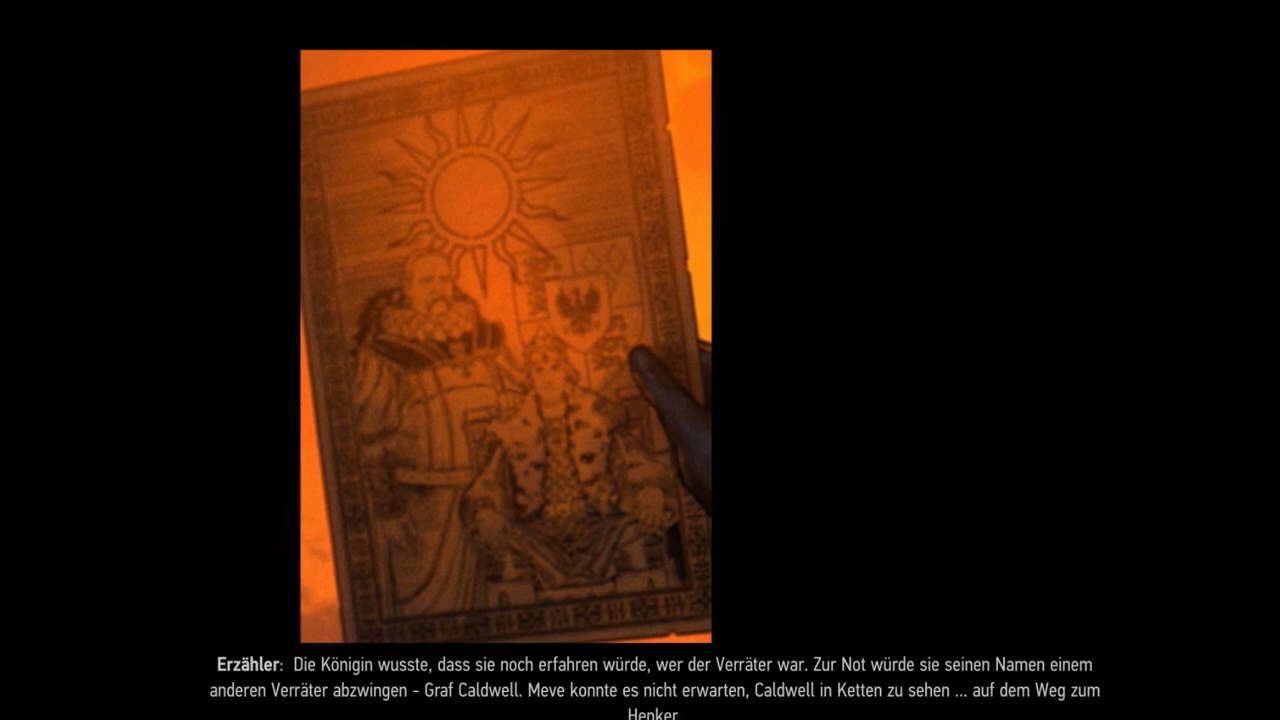 Erzähler: Die Königin wusste, dass sie noch erfahren würde, wer der Verräter war. Zur Not würde sie seinen Namen einem
anderen Verräter abzwingen - Graf Caldwell. Meve konnte es nicht erwarten, Caldwell in Ketten zu sehen ... auf dem Weg zum
Henker.